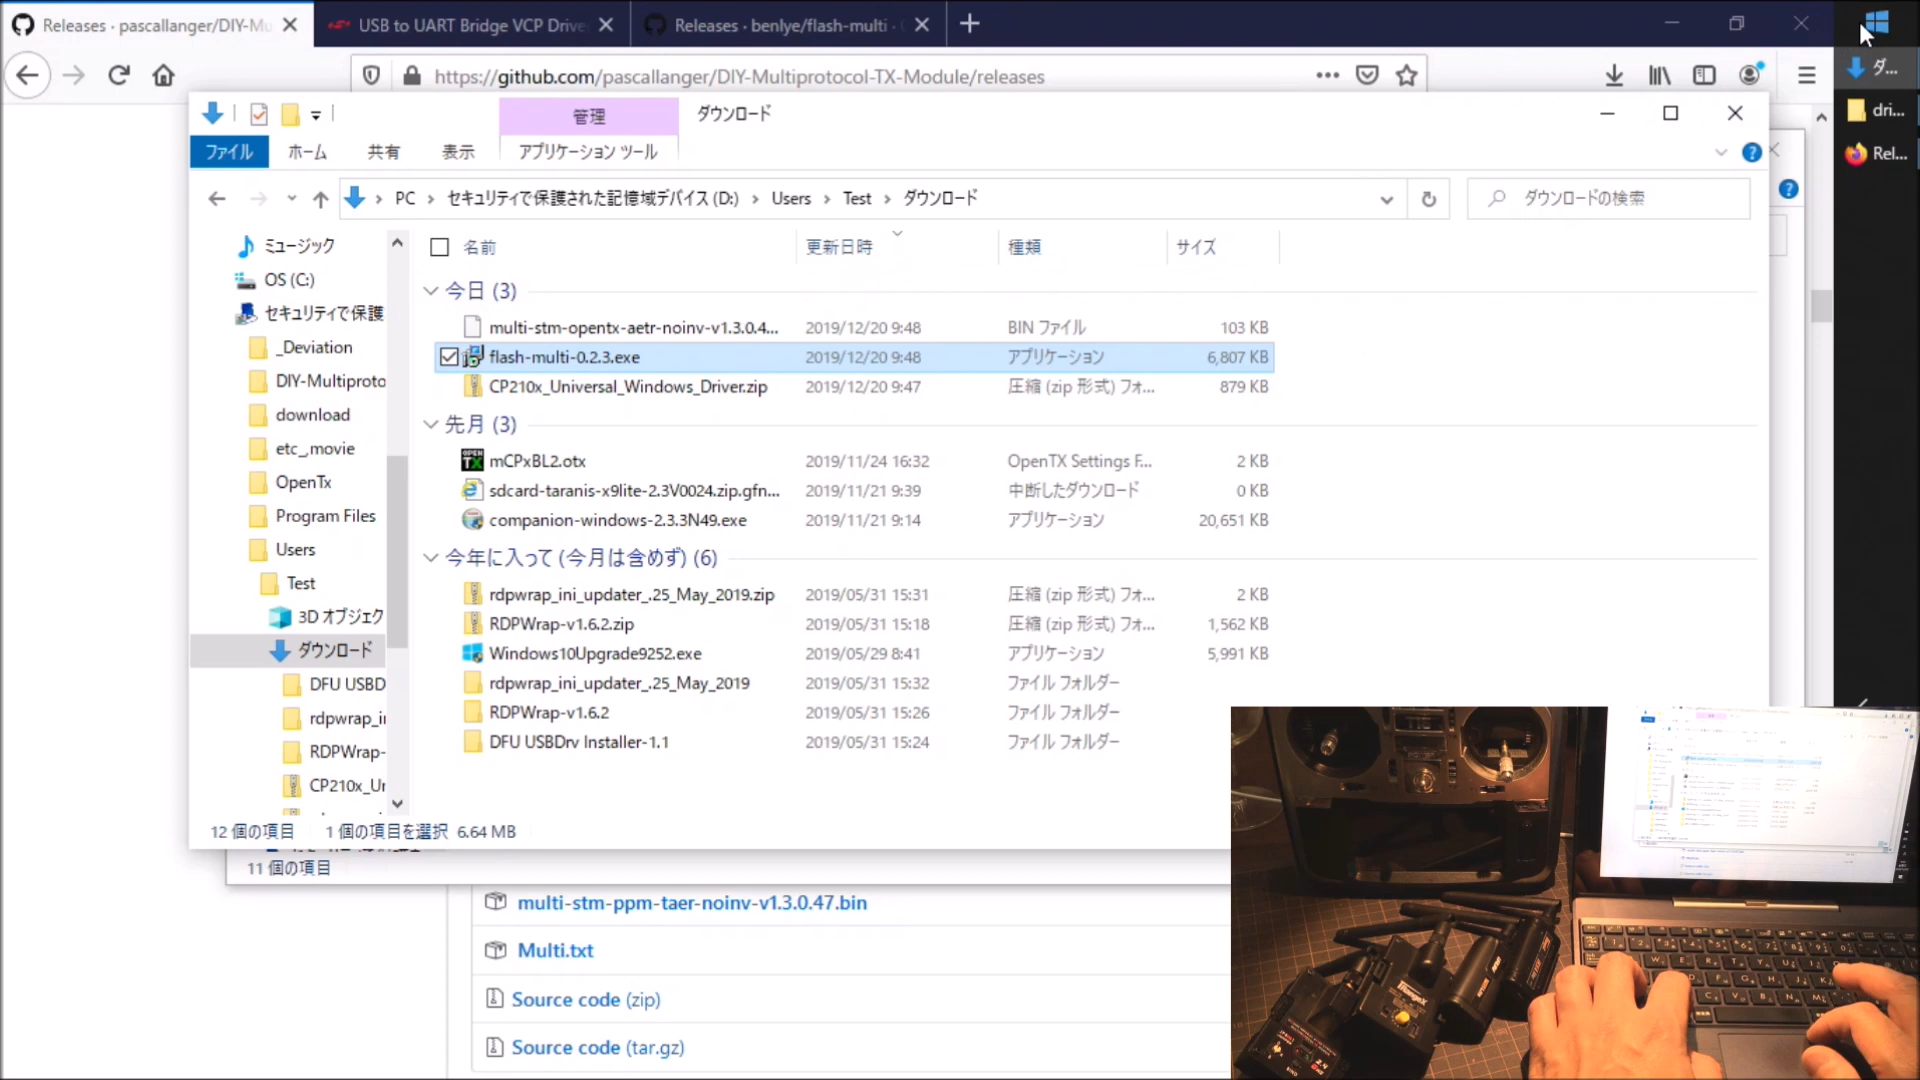 Releases · pascallanger/DIY-Mu
USB to UART Bridge VCP Drive
Releases · benlye/flash-multi ·
https://github.com/pascallanger/DIY-Multiprotocol-TX-Module/releases
ダ...
dri...
Rel...
管理
ダウンロード
ファイル
ホーム
共有
表示
アプリケーション ツール
PC › セキュリティで保護された記憶域デバイス (D:) › Users › Test › ダウンロード
ダウンロードの検索
ミュージック
OS (C:)
セキュリティで保護
_Deviation
DIY-Multiproto
download
etc_,movie
OpenTx
Program Files
Users
Test
3D オブジェク
ダウンロード
DFU USBD
rdpwrap_i
RDPWrap-
CP210x_Ur
名前 更新日時 種類 サイズ
今日 (3)
multi-stm-opentx-aetr-noinv-v1.3.0.4... 2019/12/20 9:48 BIN ファイル 103 KB
flash-multi-0.2.3.exe 2019/12/20 9:48 アプリケーション 6,807 KB
CP210x_Universal_Windows_Driver.zip 2019/12/20 9:47 圧縮 (zip 形式) フォ... 879 KB
先月 (3)
mCPxBL2.otx 2019/11/24 16:32 OpenTX Settings F... 2 KB
sdcard-taranis-x9lite-2.3V0024.zip.gfn... 2019/11/21 9:39 中断したダウンロード 0 KB
companion-windows-2.3.3N49.exe 2019/11/21 9:14 アプリケーション 20,651 KB
今年に入って (今月は含めず) (6)
rdpwrap_ini_updater_.25_May_2019.zip 2019/05/31 15:31 圧縮 (zip 形式) フォ... 2 KB
RDPWrap-v1.6.2.zip 2019/05/31 15:18 圧縮 (zip 形式) フォ... 1,562 KB
Windows10Upgrade9252.exe 2019/05/29 8:41 アプリケーション 5,991 KB
rdpwrap_ini_updater_.25_May_2019 2019/05/31 15:32 ファイル フォルダー
RDPWrap-v1.6.2 2019/05/31 15:26 ファイル フォルダー
DFU USBDrv Installer-1.1 2019/05/31 15:24 ファイル フォルダー
12 個の項目 1 個の項目を選択 6.64 MB
11 個の項目
multi-stm-ppm-taer-noinv-v1.3.0.47.bin
Multi.txt
Source code (zip)
Source code (tar.gz)